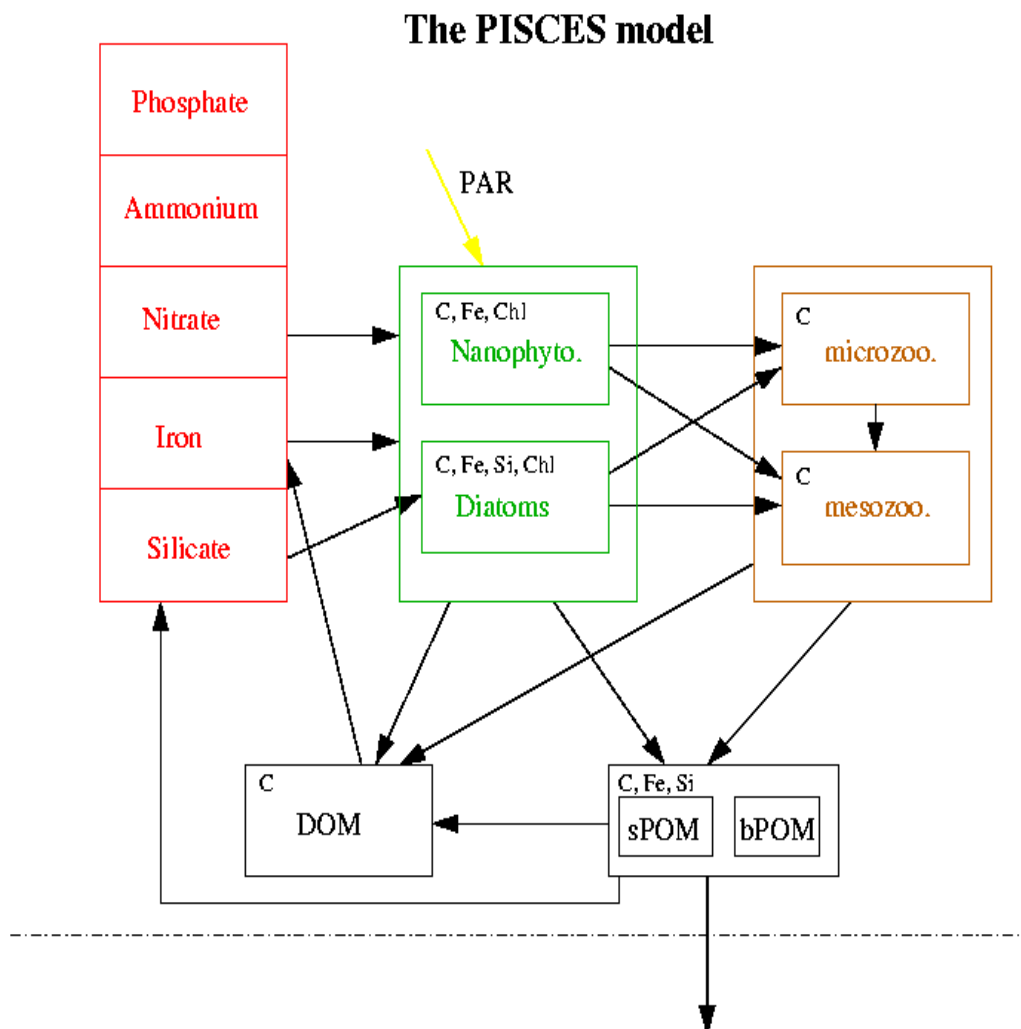 The PISCES model
Phosphate
Ammonium
Nitrate
Iron
Silicate
PAR
C, Fe, Chl
Nanophyto.
C, Fe, Si, Chl
Diatoms
C
microzoo.
C
mesozoo.
C
DOM
C, Fe, Si
sPOM
bPOM